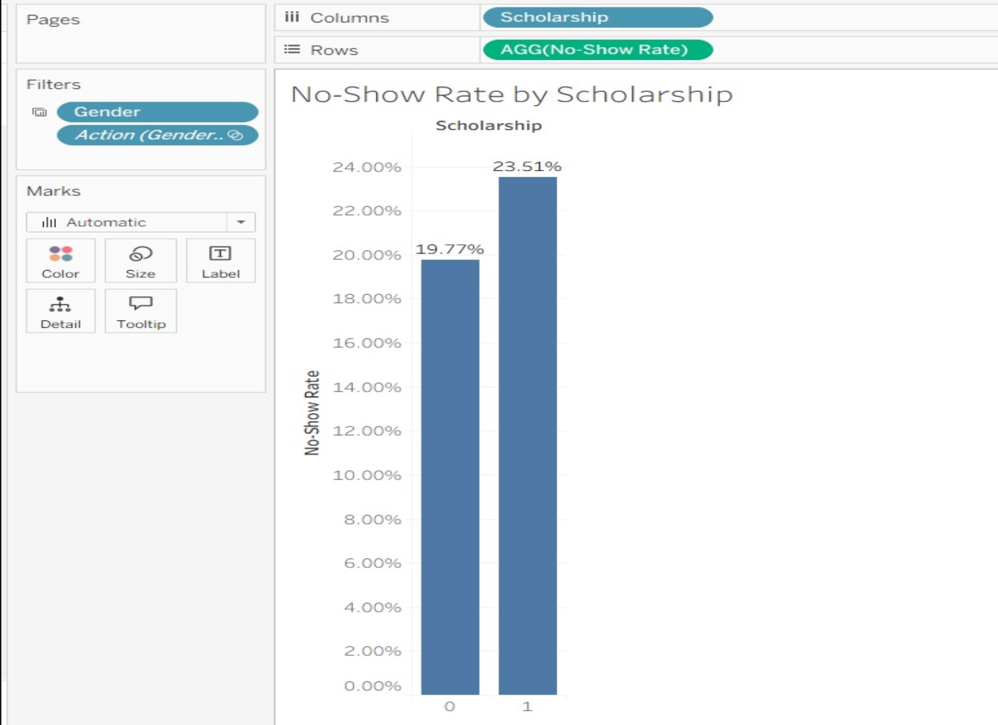 Pages
Columns
Scholarship
Rows
AGG(No-Show Rate)
Filters
Gender
Action (Gender..
Marks
Automatic
Color
Size
Label
Detail
Tooltip
No-Show Rate by Scholarship
Scholarship
No-Show Rate
24.00%
22.00%
20.00%
18.00%
16.00%
14.00%
12.00%
10.00%
8.00%
6.00%
4.00%
2.00%
0.00%
19.77%
23.51%
0
1